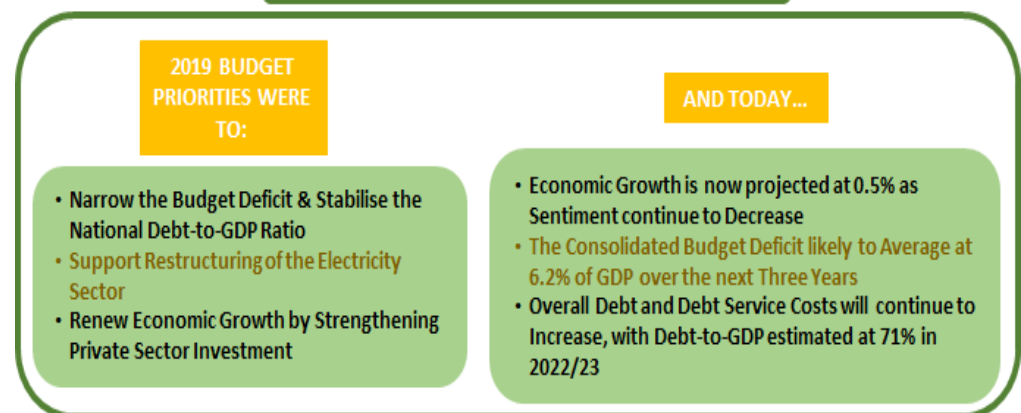 2019 BUDGET
PRIORITIES WERE
TO:
• Narrow the Budget Deficit & Stabilise the
National Debt-to-GDP Ratio
• Support Restructuring of the Electricity
Sector
• Renew Economic Growth by Strengthening
Private Sector Investment
AND TODAY...
• Economic Growth is now projected at 0.5% as
Sentiment continue to Decrease
• The Consolidated Budget Deficit likely to Average at
6.2% of GDP over the next Three Years
• Overall Debt and Debt Service Costs will continue to
Increase, with Debt-to-GDP estimated at 71% in
2022/23